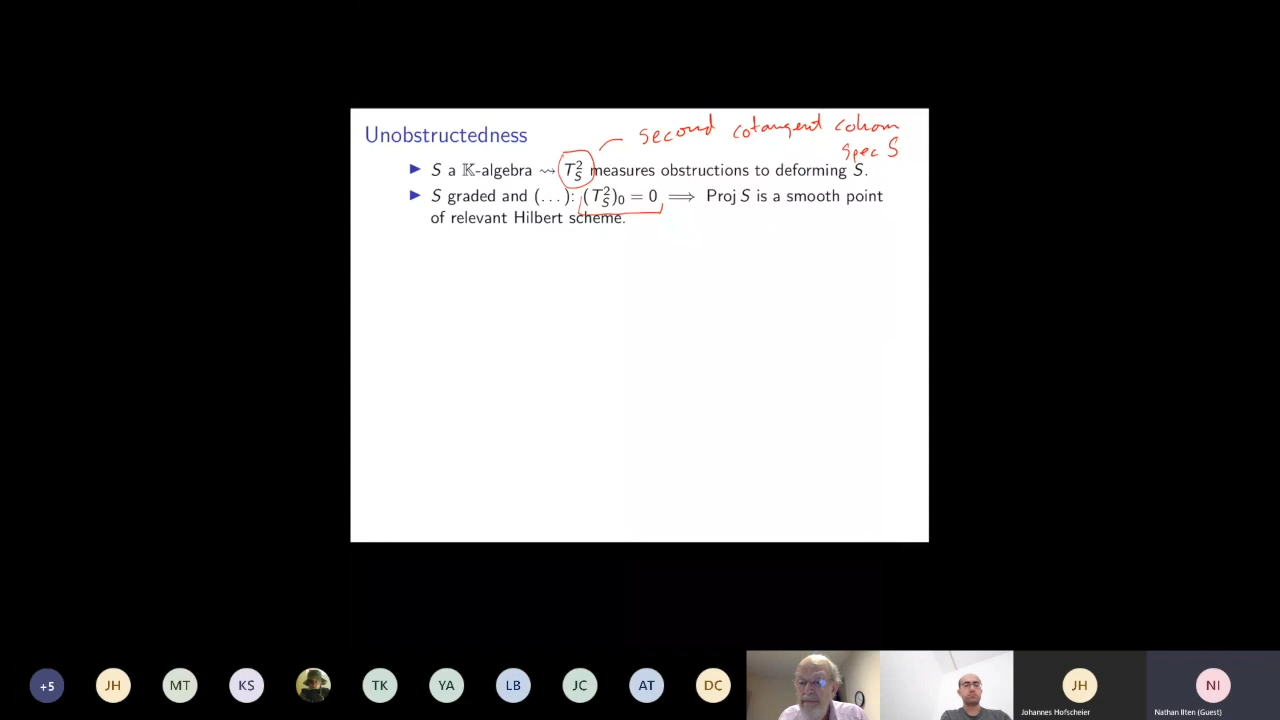 Unobstructedness
second cotangent cohom
spec S
▶ S a 𝕂-algebra ⇝ T²_S measures obstructions to deforming S.
▶ S graded and (...): (T²_S)₀ = 0 ⟹ Proj S is a smooth point
of relevant Hilbert scheme.
+5 JH MT KS TK YA LB JC AT DC JH NI
Johannes Hofscheier Nathan Ilten (Guest)